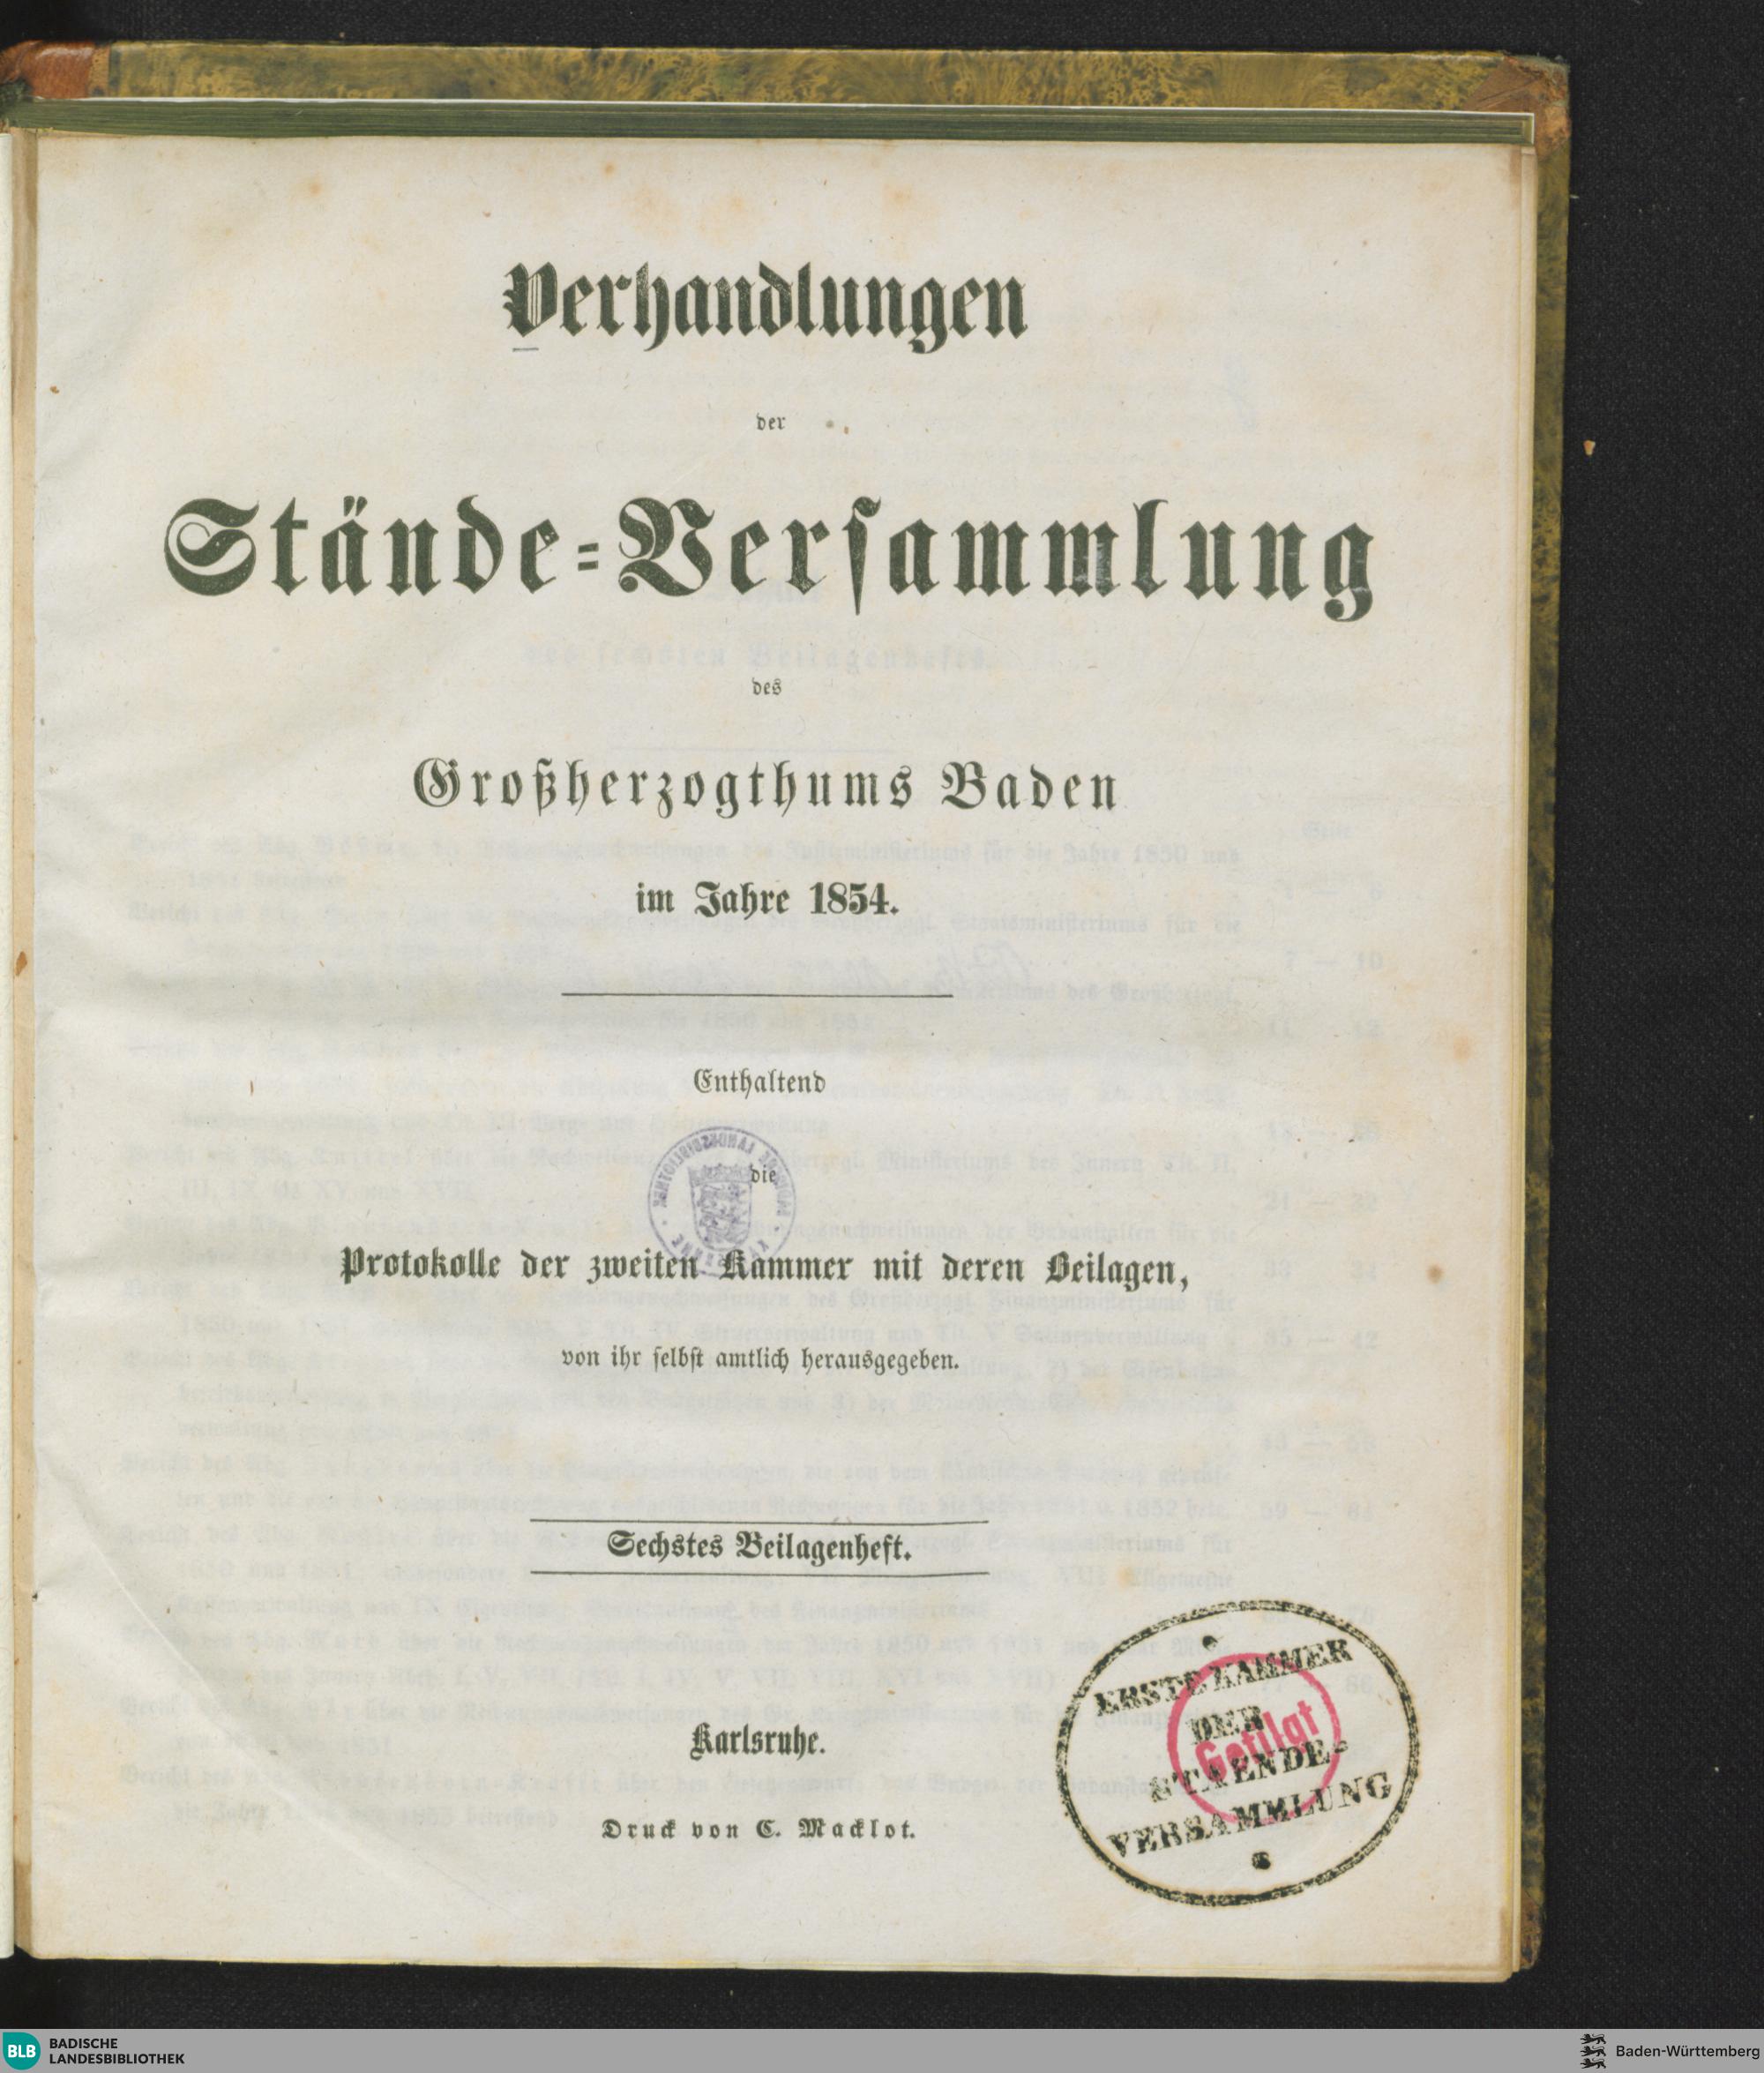 Verhandlungen
der
Stände-Versammlung
des
Großherzogthums Baden
im Jahre 1854.
Enthaltend
die
Protokolle der zweiten Kammer mit deren Beilagen,
von ihr selbst amtlich herausgegeben.
Sechstes Beilagenheft.
Karlsruhe.
Druck von C. Macklot.
ERSTE KAMMER
DER
STAENDE-
VERSAMMLUNG
Getilgt
BLB BADISCHE
LANDESBIBLIOTHEK
Baden-Württemberg